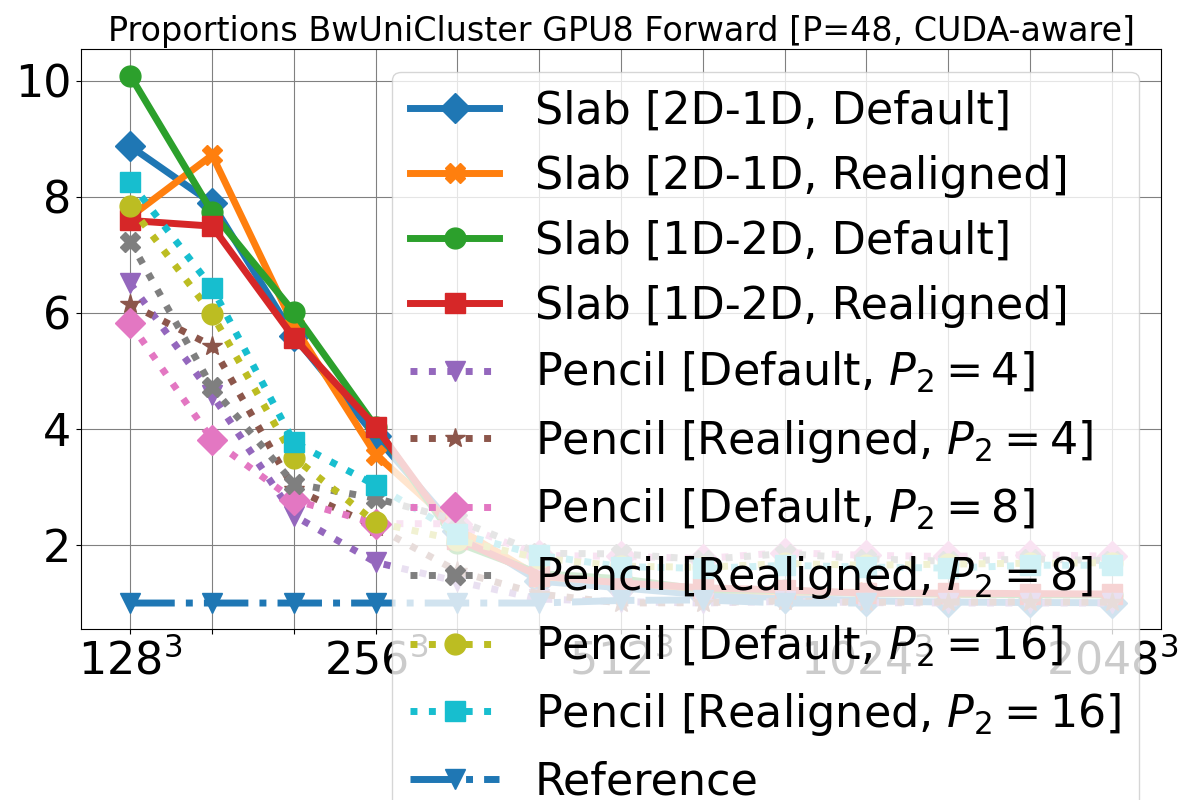 Proportions BwUniCluster GPU8 Forward [P=48, CUDA-aware]
10
8
6
4
2
128³ 256³ 512³ 1024³ 2048³
Slab [2D-1D, Default]
Slab [2D-1D, Realigned]
Slab [1D-2D, Default]
Slab [1D-2D, Realigned]
Pencil [Default, P₂ = 4]
Pencil [Realigned, P₂ = 4]
Pencil [Default, P₂ = 8]
Pencil [Realigned, P₂ = 8]
Pencil [Default, P₂ = 16]
Pencil [Realigned, P₂ = 16]
Reference